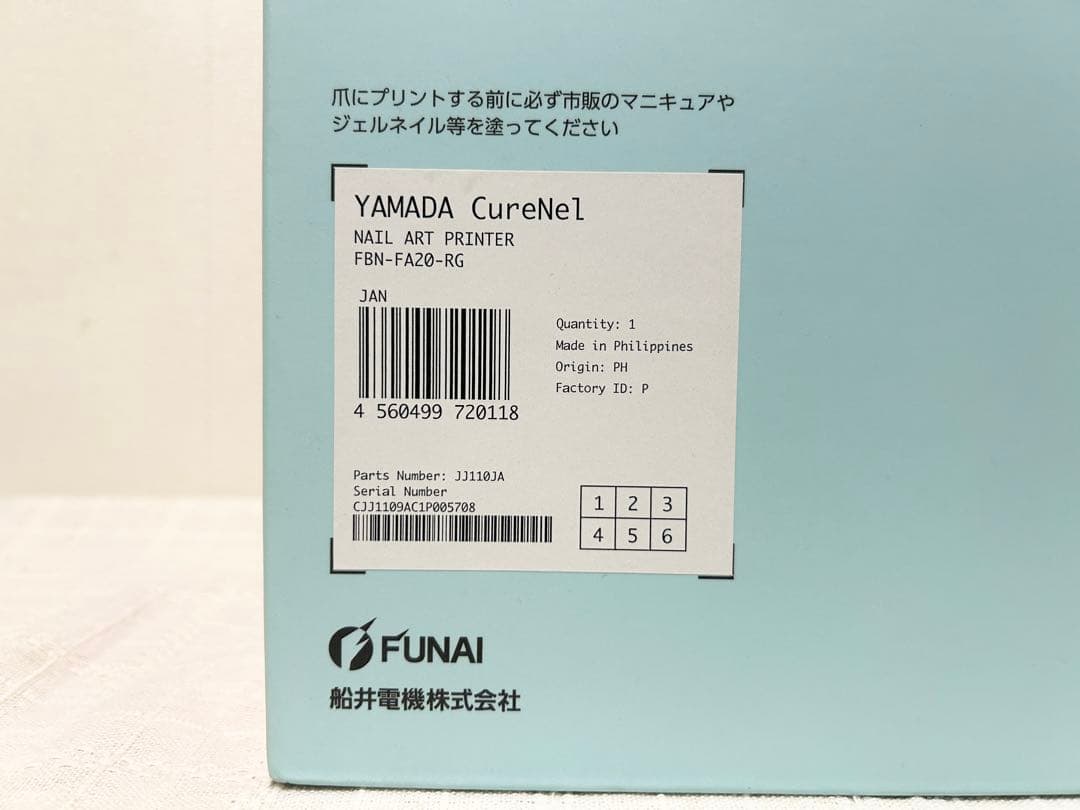 爪にプリントする前に必ず市販のマニキュアや
ジェルネイル等を塗ってください
YAMADA CureNel
NAIL ART PRINTER
FBN-FA20-RG
JAN
4 560499 720118
Quantity: 1
Made in Philippines
Origin: PH
Factory ID: P
Parts Number: JJ110JA
Serial Number
CJJ1109AC1P005708
1 2 3
4 5 6
FUNAI
船井電機株式会社